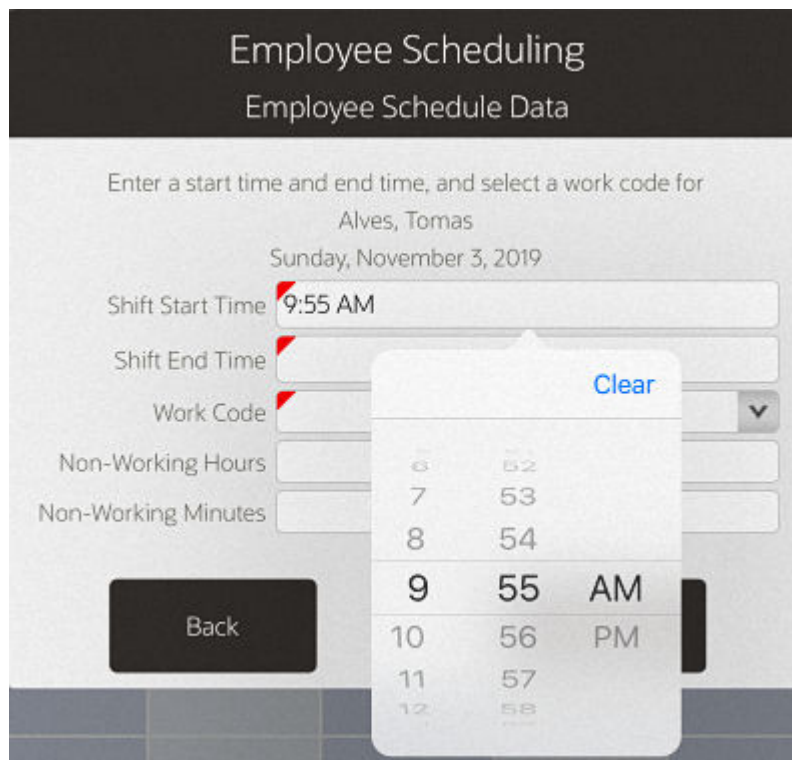 Employee Scheduling
Employee Schedule Data
Enter a start time and end time, and select a work code for
Alves, Tomas
Sunday, November 3, 2019
Shift Start Time 9:55 AM
Shift End Time
Clear
Work Code
Non-Working Hours
Non-Working Minutes
6 52
7 53
8 54
9 55 AM
10 56 PM
11 57
12 58
Back